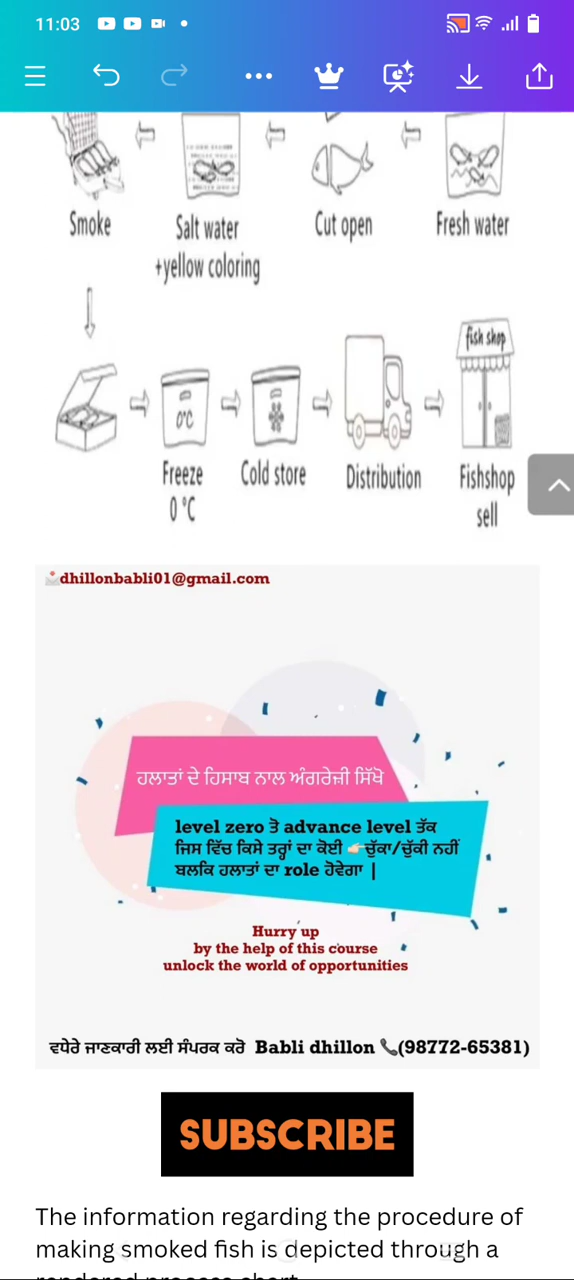 11:03
Smoke
Salt water
+yellow coloring
Cut open
Fresh water
fish shop
0°C
Freeze
0 °C
Cold store
Distribution
Fishshop
sell
dhillonbabli01@gmail.com
ਹਲਾਤਾਂ ਦੇ ਹਿਸਾਬ ਨਾਲ ਅੰਗਰੇਜ਼ੀ ਸਿੱਖੋ
level zero ਤੋ advance level ਤੱਕ
ਜਿਸ ਵਿੱਚ ਕਿਸੇ ਤਰ੍ਹਾਂ ਦਾ ਕੋਈ 👉🏻ਚੁੱਕਾ/ਚੁੱਕੀ ਨਹੀਂ
ਬਲਕਿ ਹਲਾਤਾਂ ਦਾ role ਹੋਵੇਗਾ |
Hurry up
by the help of this course
unlock the world of opportunities
ਵਧੇਰੇ ਜਾਣਕਾਰੀ ਲਈ ਸੰਪਰਕ ਕਰੋ Babli dhillon 📞(98772-65381)
SUBSCRIBE
The information regarding the procedure of
making smoked fish is depicted through a
rendered process chart